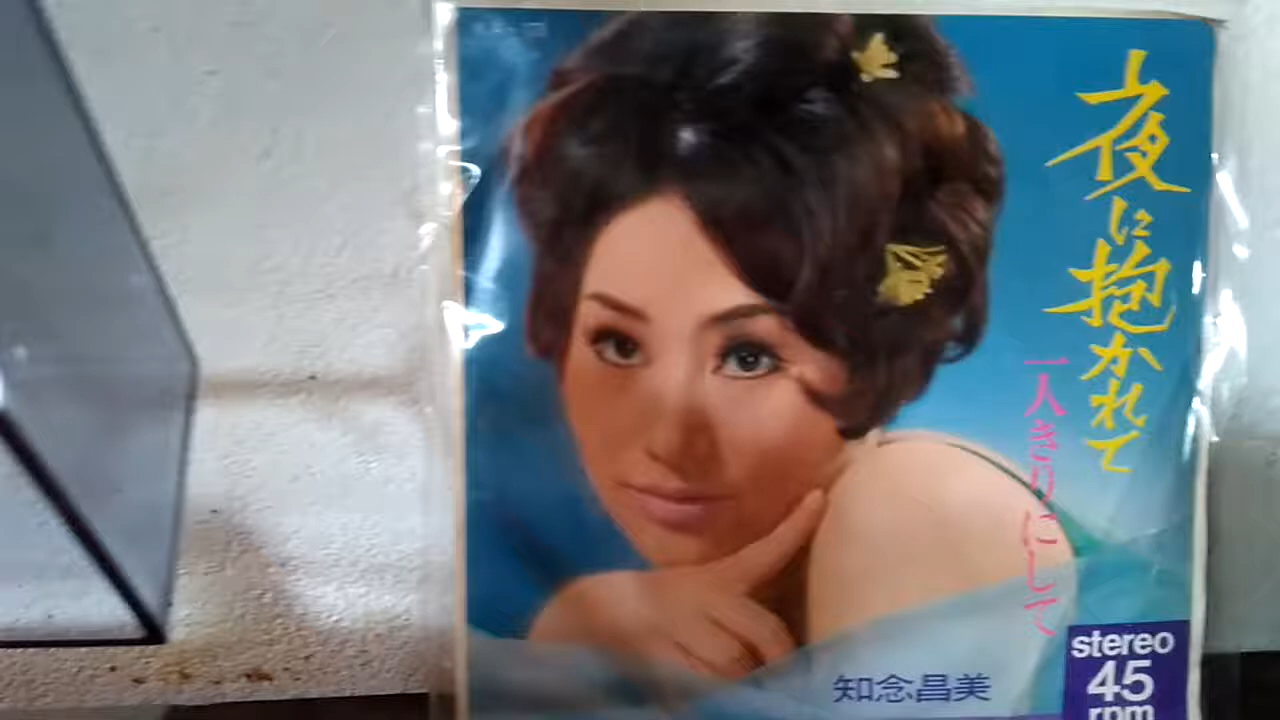 夜に抱かれて
一人きりにして
知念昌美
stereo
45
rpm